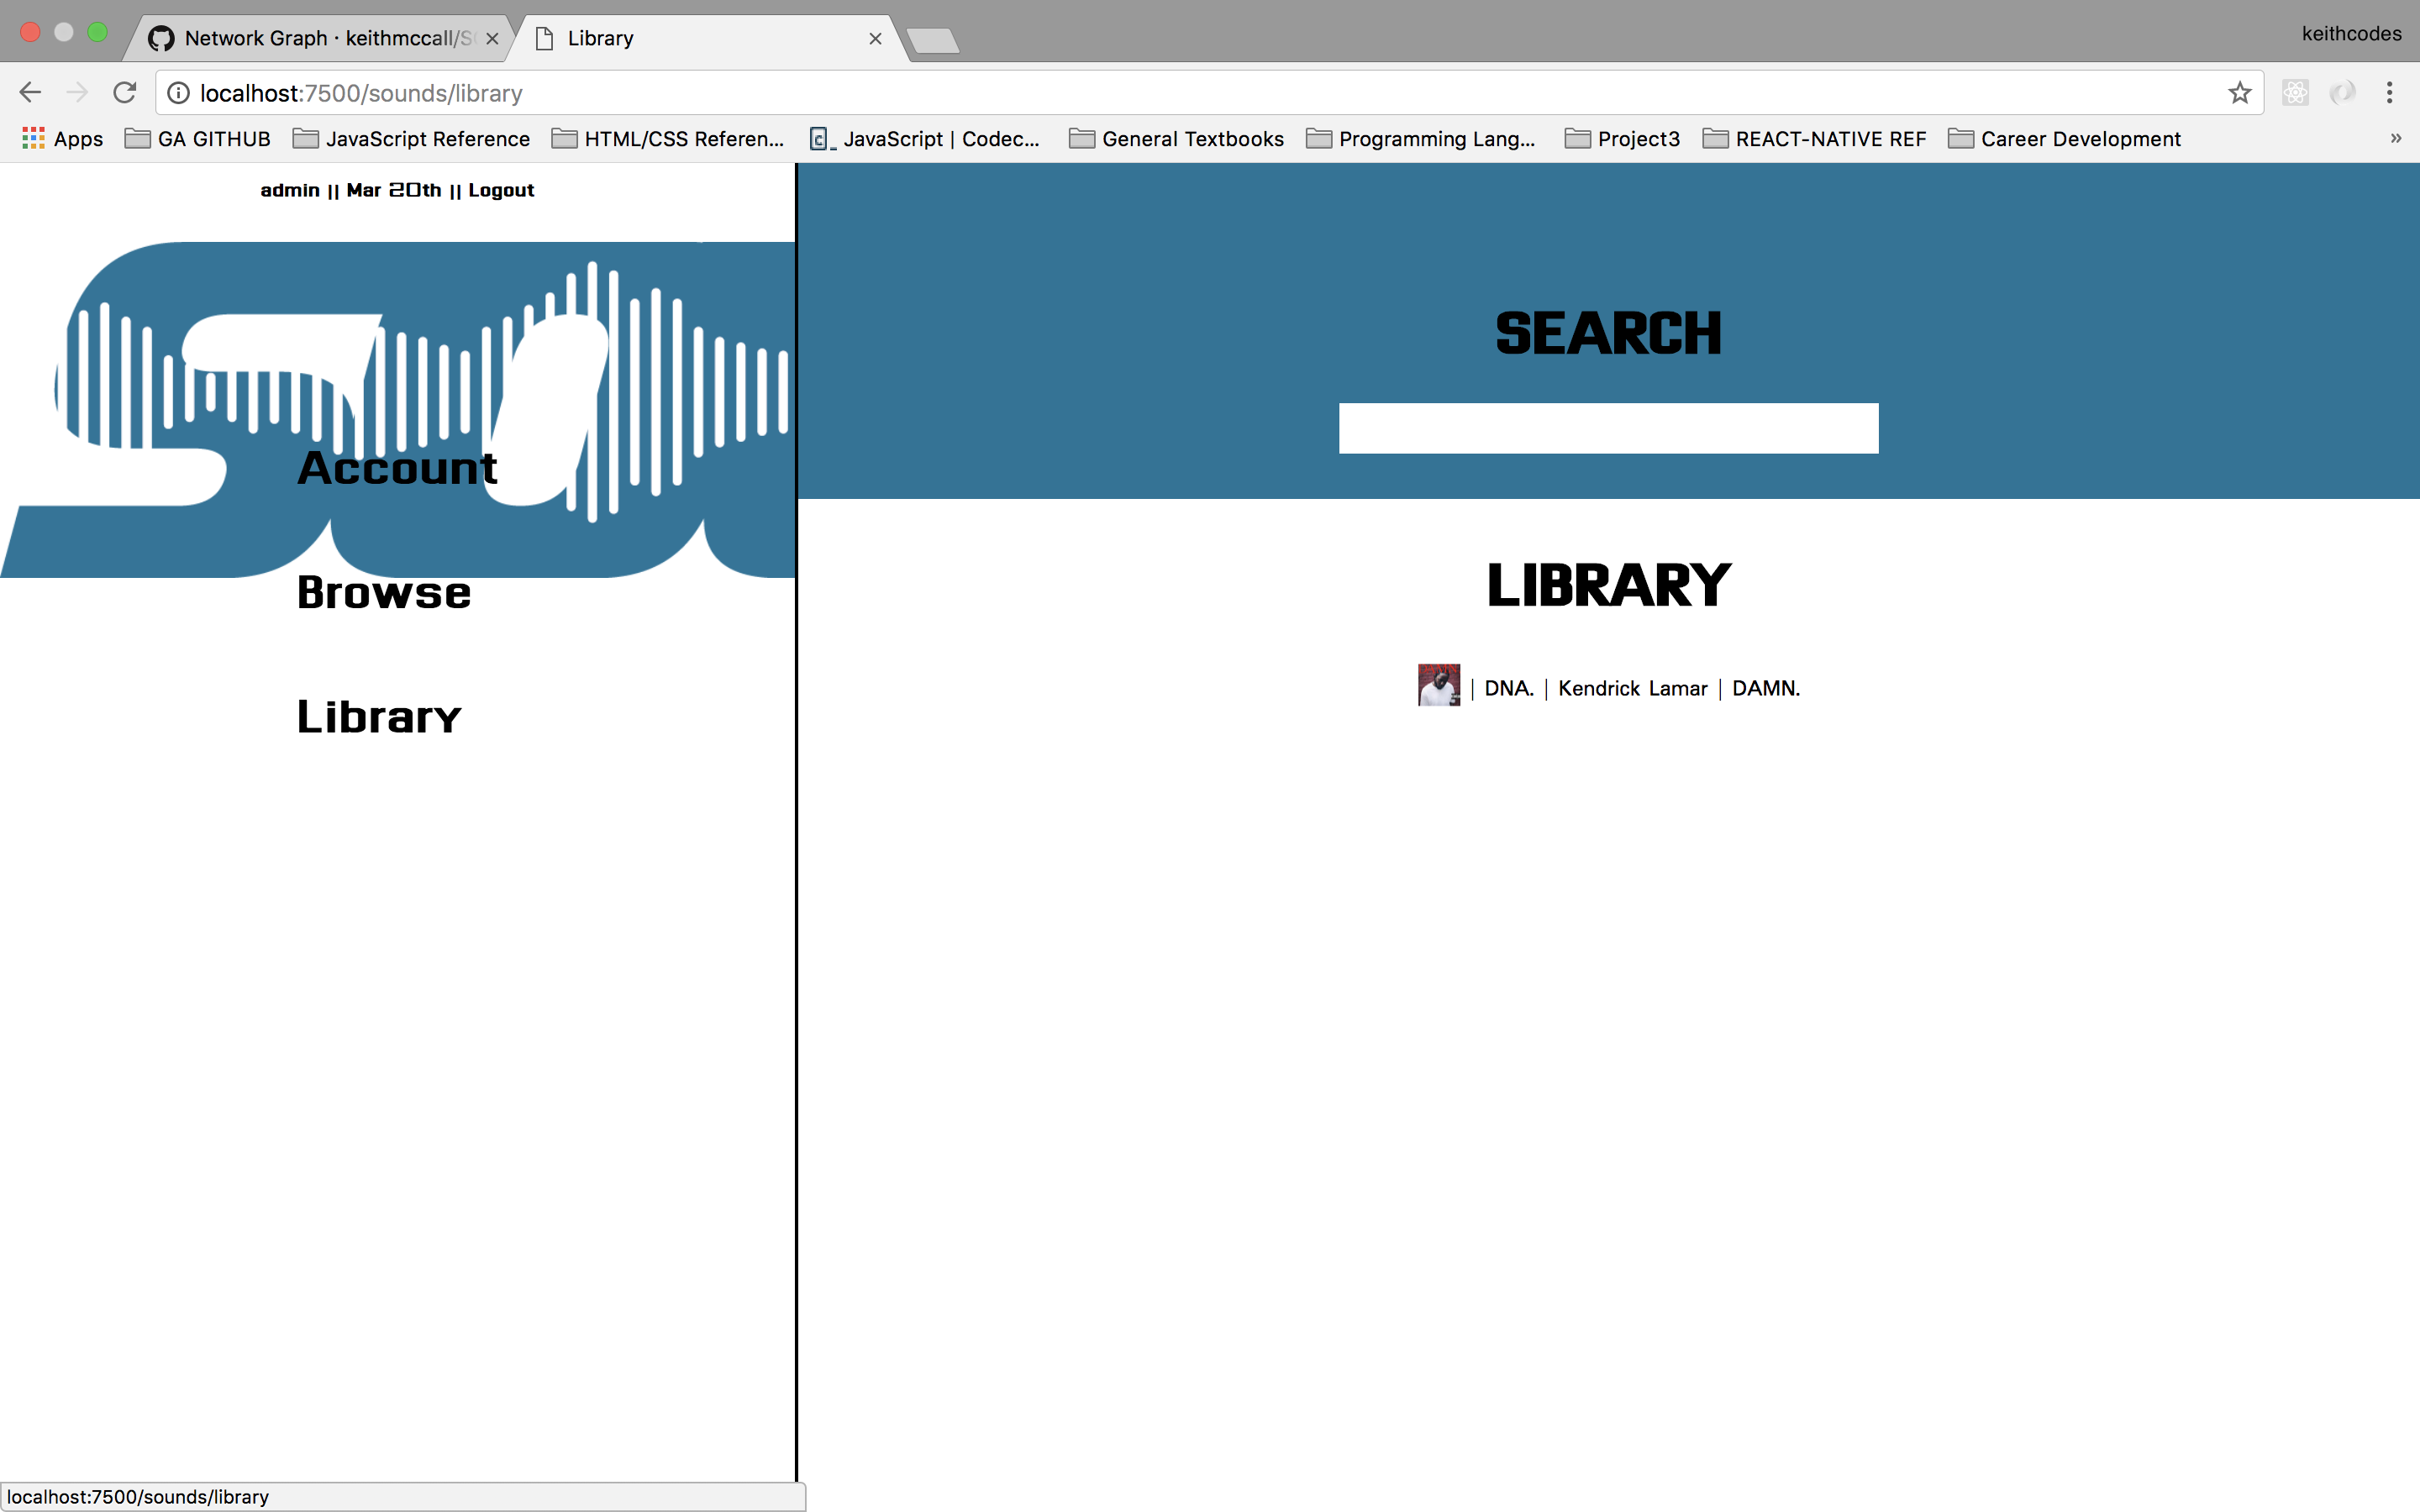 Network Graph · keithmccall/S
Library
keithcodes
localhost:7500/sounds/library
Apps
GA GITHUB
JavaScript Reference
HTML/CSS Referen...
JavaScript | Codec...
General Textbooks
Programming Lang...
Project3
REACT-NATIVE REF
Career Development
»
admin || Mar 20th || Logout
Account
Browse
Library
SEARCH
LIBRARY
| DNA. | Kendrick Lamar | DAMN.
localhost:7500/sounds/library